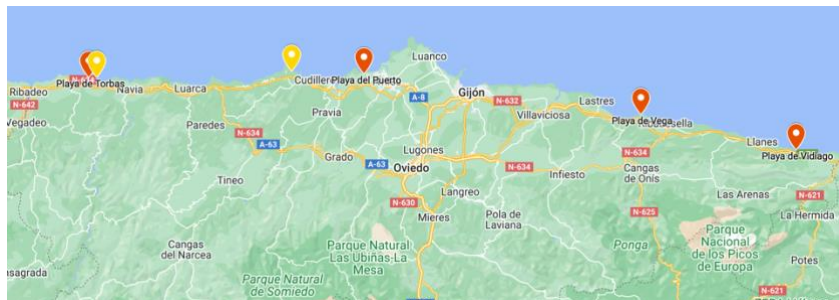 Luanco
N-634
Playa de Torbas
Ribadeo
Navia
Luarca
Cudillero
Playa del Puerto
N-642
Vegadeo
A-8
Gijón
N-632
Lastres
Villaviciosa
Playa de Vega
Paredes
Pravia
N-634
A-63
Grado
A-63
Lugones
Oviedo
N-634
Infiesto
N-634
Cangas
de Onís
Llanes
Playa de Vidiago
Tineo
Langreo
N-630
Mieres
Pola de
Laviana
N-625
Las Arenas
N-621
La Hermida
Cangas
del Narcea
Parque Natural
Las Ubiñas-La
Mesa
Ponga
Parque
Nacional
de los Picos
de Europa
Potes
asagrada
Parque Natural
de Somiedo
N-621